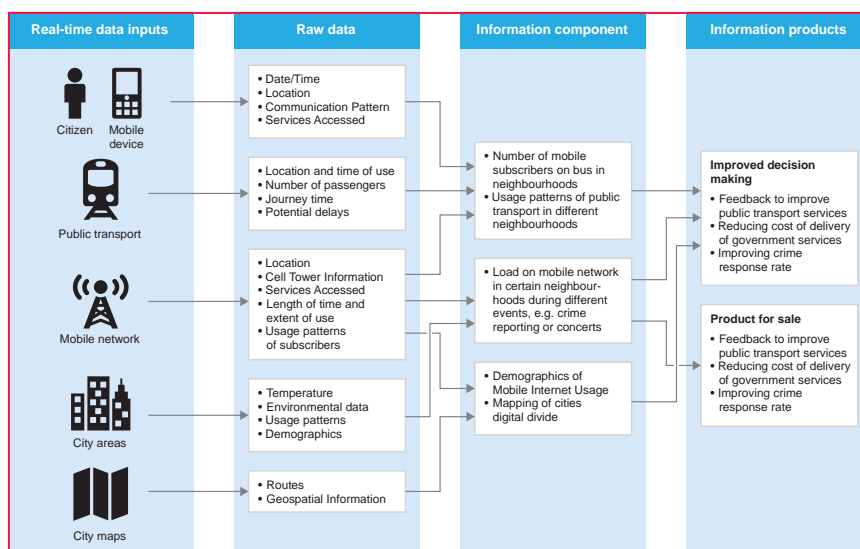 Real-time data inputs
Raw data
Information component
Information products
Citizen
Mobile
device
Public transport
Mobile network
City areas
City maps
• Date/Time
• Location
• Communication Pattern
• Services Accessed
• Location and time of use
• Number of passengers
• Journey time
• Potential delays
• Location
• Cell Tower Information
• Services Accessed
• Length of time and
extent of use
• Usage patterns
of subscribers
• Temperature
• Environmental data
• Usage patterns
• Demographics
• Routes
• Geospatial Information
• Number of mobile
subscribers on bus in
neighbourhoods
• Usage patterns of public
transport in different
neighbourhoods
• Load on mobile network
in certain neighbour-
hoods during different
events, e.g. crime
reporting or concerts
• Demographics of
Mobile Internet Usage
• Mapping of cities
digital divide
Improved decision
making
• Feedback to improve
public transport services
• Reducing cost of delivery
of government services
• Improving crime
response rate
Product for sale
• Feedback to improve
public transport services
• Reducing cost of delivery
of government services
• Improving crime
response rate